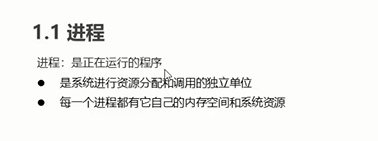 1.1 进程
进程：是正在运行的程序
● 是系统进行资源分配和调用的独立单位
● 每一个进程都有它自己的内存空间和系统资源